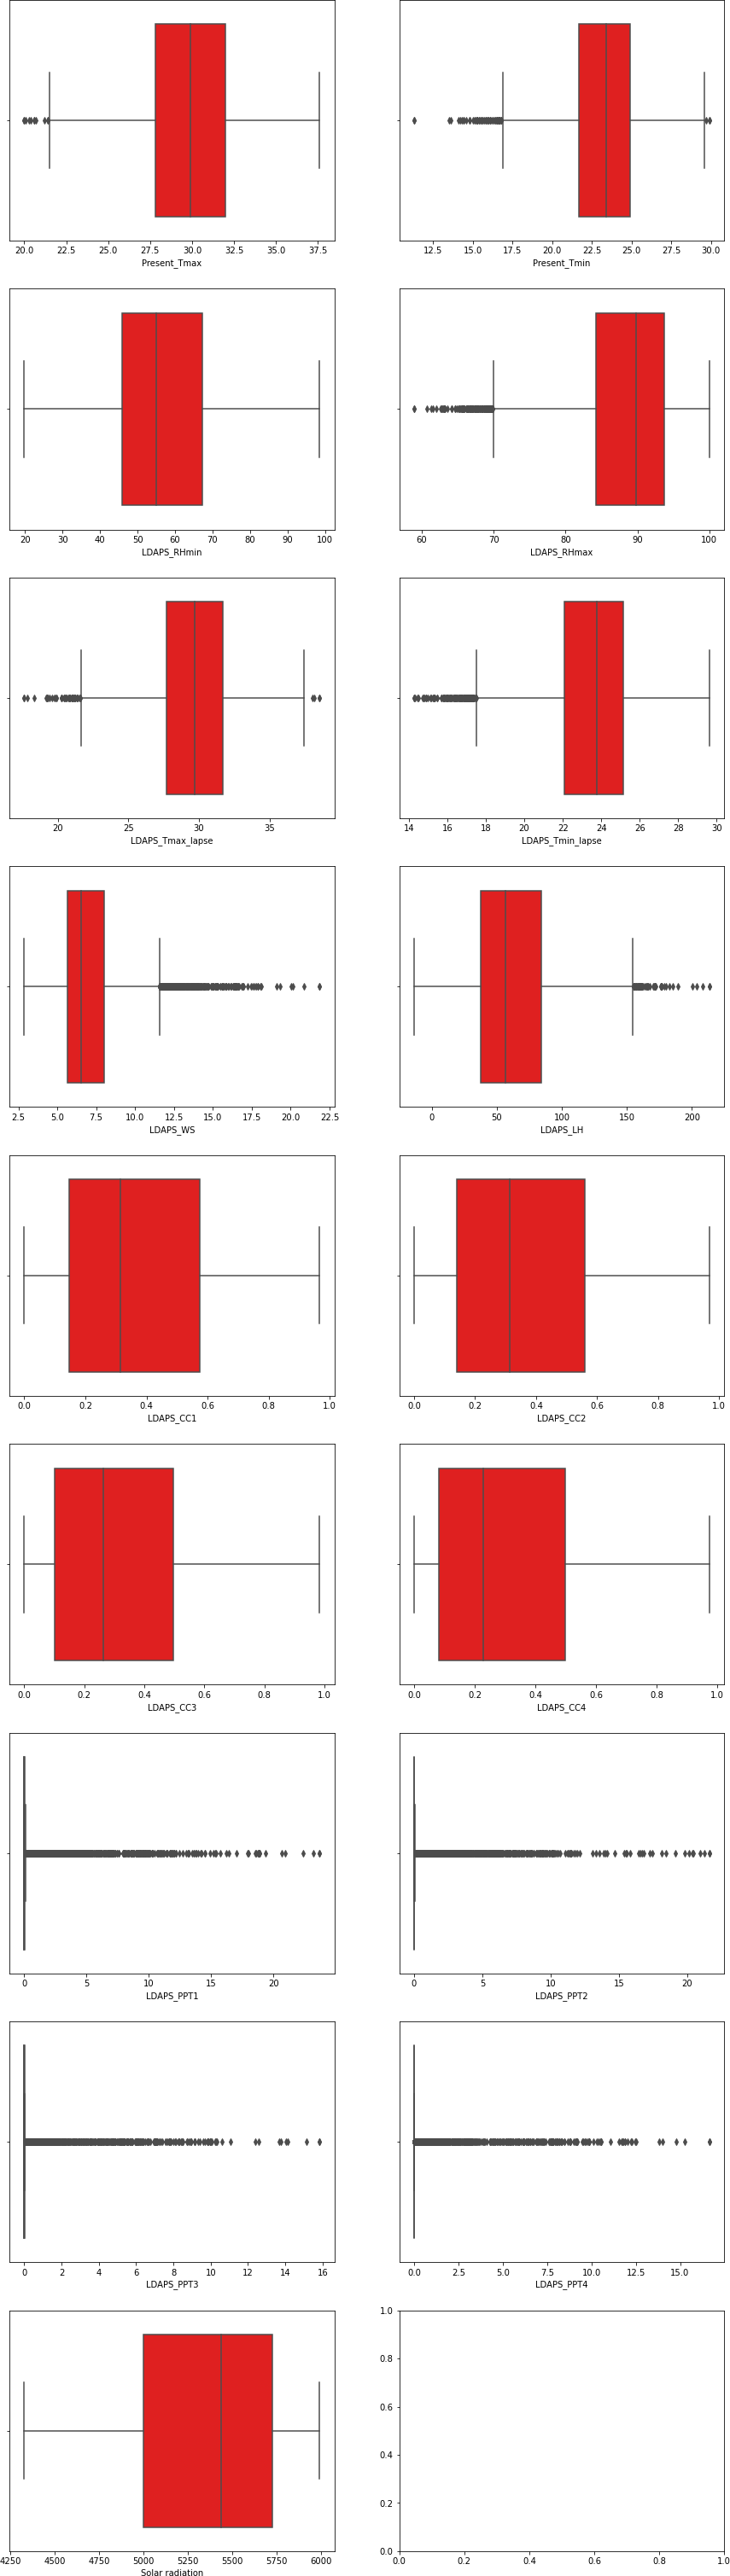 20.0 22.5 25.0 27.5 30.0 32.5 35.0 37.5
Present_Tmax
12.5 15.0 17.5 20.0 22.5 25.0 27.5 30.0
Present_Tmin
20 30 40 50 60 70 80 90 100
LDAPS_RHmin
60 70 80 90 100
LDAPS_RHmax
20 25 30 35
LDAPS_Tmax_lapse
14 16 18 20 22 24 26 28 30
LDAPS_Tmin_lapse
2.5 5.0 7.5 10.0 12.5 15.0 17.5 20.0 22.5
LDAPS_WS
0 50 100 150 200
LDAPS_LH
0.0 0.2 0.4 0.6 0.8 1.0
LDAPS_CC1
0.0 0.2 0.4 0.6 0.8 1.0
LDAPS_CC2
0.0 0.2 0.4 0.6 0.8 1.0
LDAPS_CC3
0.0 0.2 0.4 0.6 0.8 1.0
LDAPS_CC4
0 5 10 15 20
LDAPS_PPT1
0 5 10 15 20
LDAPS_PPT2
0 2 4 6 8 10 12 14 16
LDAPS_PPT3
0.0 2.5 5.0 7.5 10.0 12.5 15.0
LDAPS_PPT4
4250 4500 4750 5000 5250 5500 5750 6000
Solar radiation
1.0
0.8
0.6
0.4
0.2
0.0
0.0 0.2 0.4 0.6 0.8 1.0